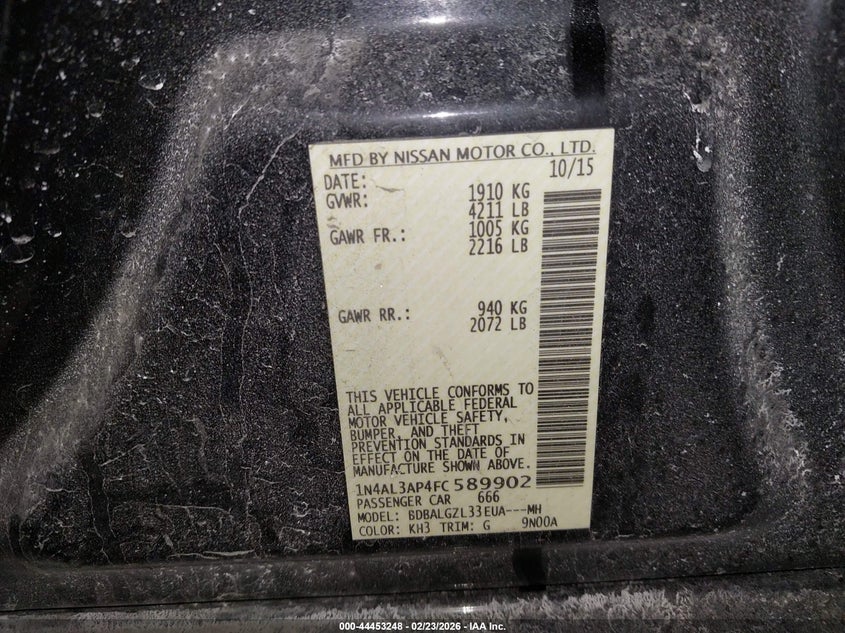 MFD BY NISSAN MOTOR CO., LTD.
DATE: 10/15
GVWR: 1910 KG
4211 LB
GAWR FR.: 1005 KG
2216 LB
GAWR RR.: 940 KG
2072 LB
THIS VEHICLE CONFORMS TO
ALL APPLICABLE FEDERAL
MOTOR VEHICLE SAFETY,
BUMPER, AND THEFT
PREVENTION STANDARDS IN
EFFECT ON THE DATE OF
MANUFACTURE SHOWN ABOVE.
1N4AL3AP4FC589902
PASSENGER CAR 666
MODEL: BDBALGZL33EUA---MH
COLOR: KH3 TRIM: G 9N00A
000-44453248 - 02/23/2026 - IAA Inc.